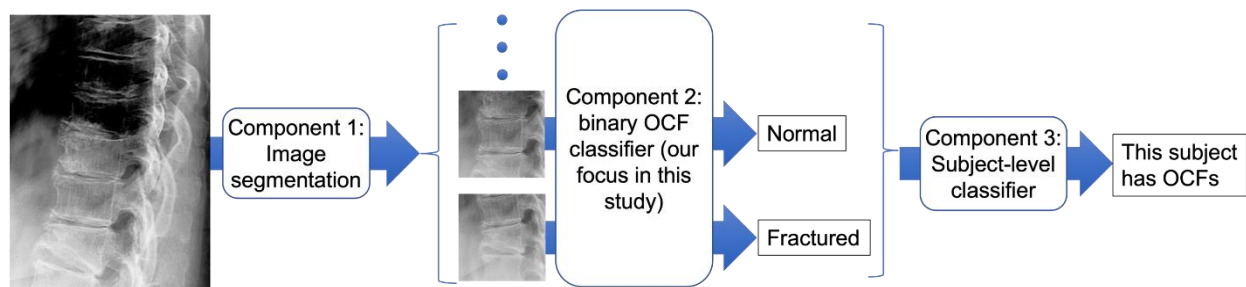 Component 1:
Image
segmentation
Component 2:
binary OCF
classifier (our
focus in this
study)
Normal
Fractured
Component 3:
Subject-level
classifier
This subject
has OCFs